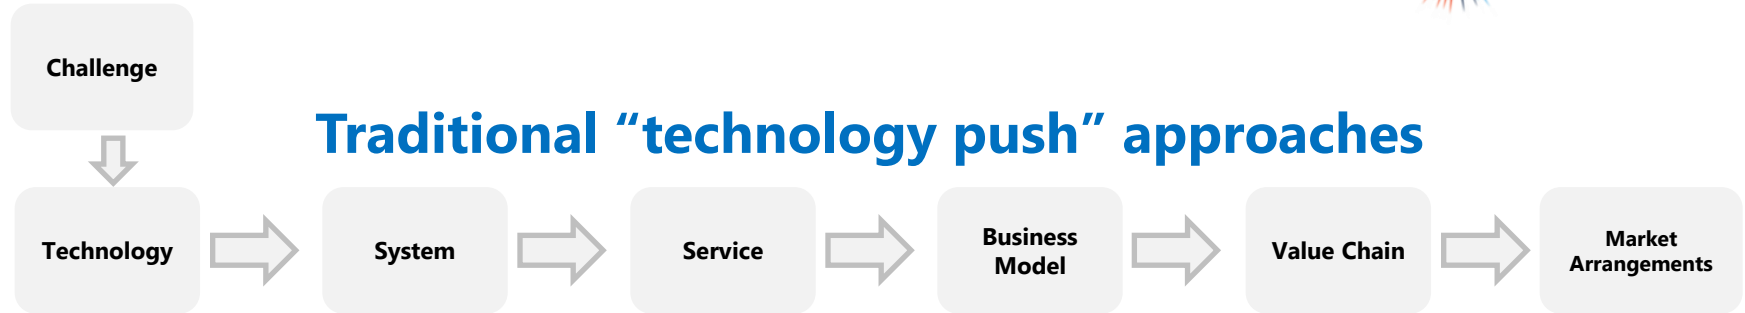 Challenge
Traditional “technology push” approaches
Technology
System
Service
Business
Model
Value Chain
Market
Arrangements